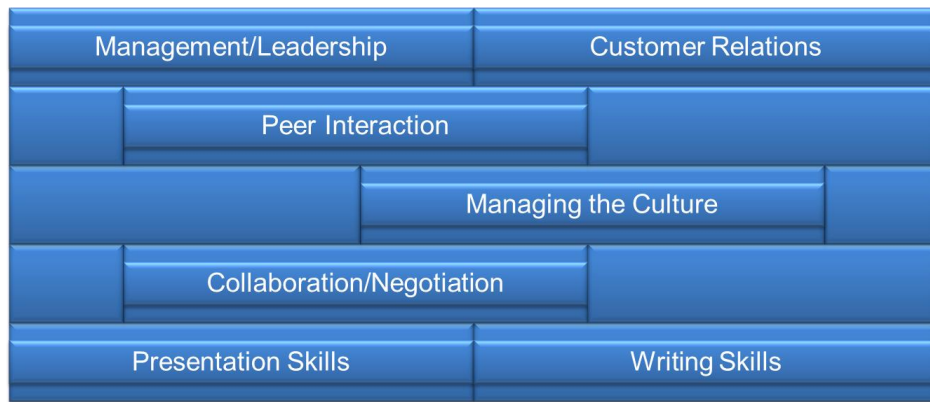 Management/Leadership
Customer Relations
Peer Interaction
Managing the Culture
Collaboration/Negotiation
Presentation Skills
Writing Skills